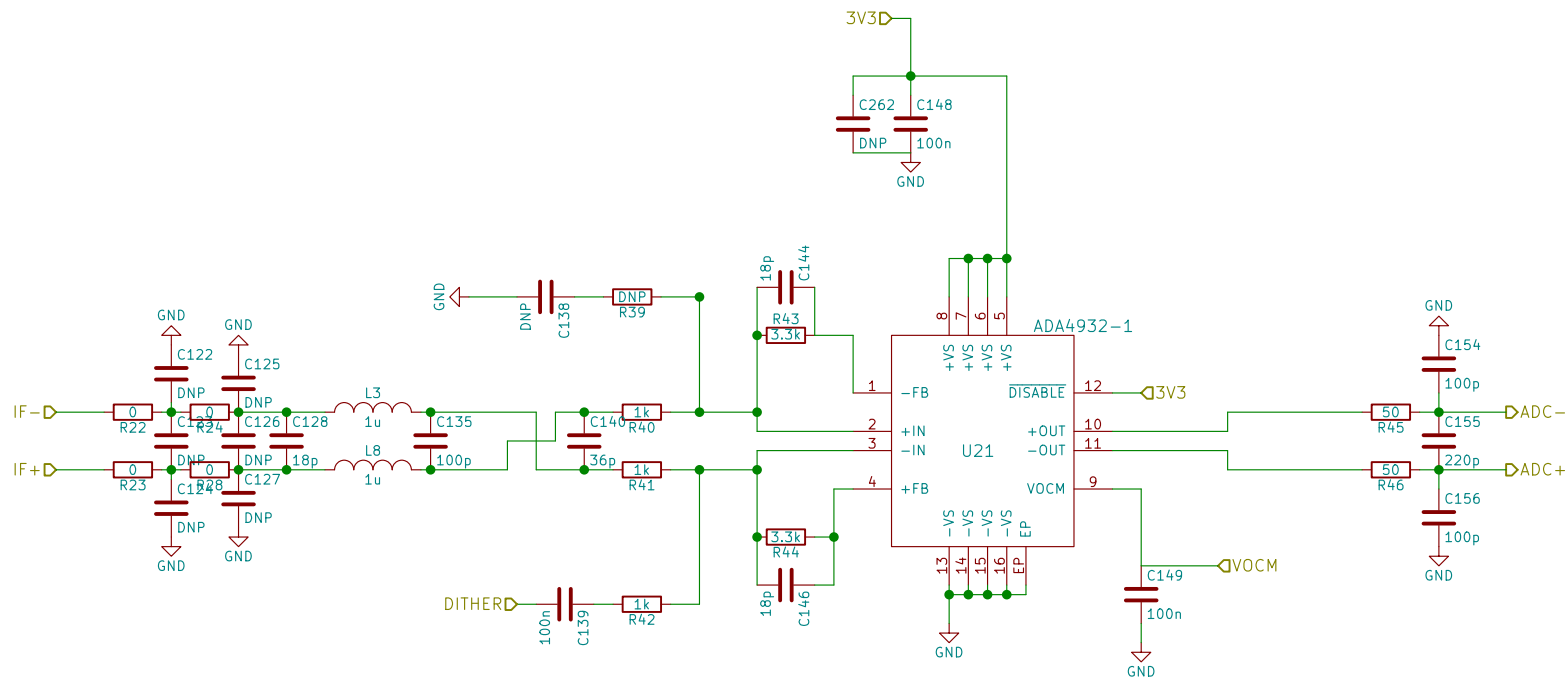 3V3
C262
C148
DNP
100n
GND
18p
C144
GND
DNP
C138
DNP
R39
R43
3.3k
8
7
6
5
ADA4932-1
+VS
+VS
+VS
+VS
GND
GND
C122
C125
DNP
DNP
GND
C154
100p
1
-FB
DISABLE
12
3V3
IF-
0
R22
0
R24
L3
1u
1k
R40
2
+IN
+OUT
10
50
R45
ADC-
C123
C126
C128
C135
C140
C155
3
-IN
U21
-OUT
11
DNP
DNP
18p
100p
36p
220p
IF+
0
R23
0
R28
L8
1u
1k
R41
50
R46
ADC+
C124
C127
4
+FB
VOCM
9
C156
DNP
DNP
100p
GND
GND
GND
3.3k
R44
-VS
-VS
-VS
-VS
EP
13
14
15
16
EP
18p
C146
VOCM
C149
100n
DITHER
100n
C139
1k
R42
GND
GND